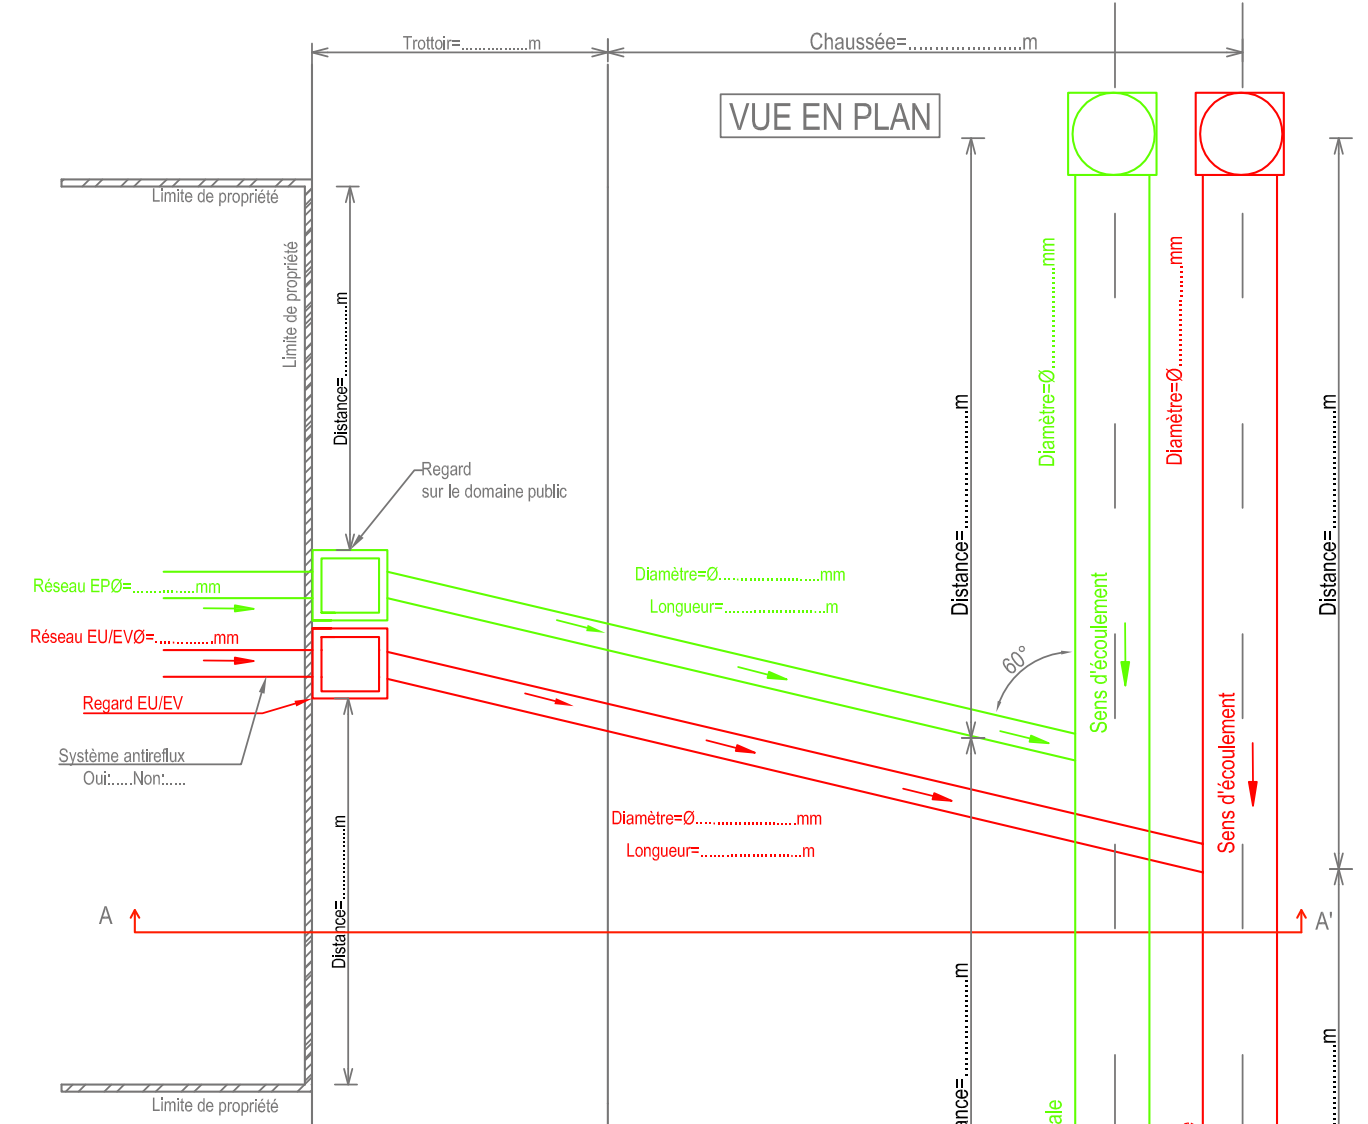 Trottoir=................m
Chaussée=......................m
VUE EN PLAN
Limite de propriété
Limite de propriété
Distance=......................m
Diamètre=Ø......................mm
Diamètre=Ø......................mm
Distance=......................m
Distance=......................m
Regard
sur le domaine public
Réseau EPØ=..............mm
Diamètre=Ø......................mm
Longueur=......................m
Réseau EU/EVØ=..............mm
60°
Sens d'écoulement
Sens d'écoulement
Regard EU/EV
Système antireflux
Oui:.....Non:.....
Diamètre=Ø......................mm
Longueur=......................m
Distance=......................m
A
A'
ance=......................m
m
ale
Limite de propriété